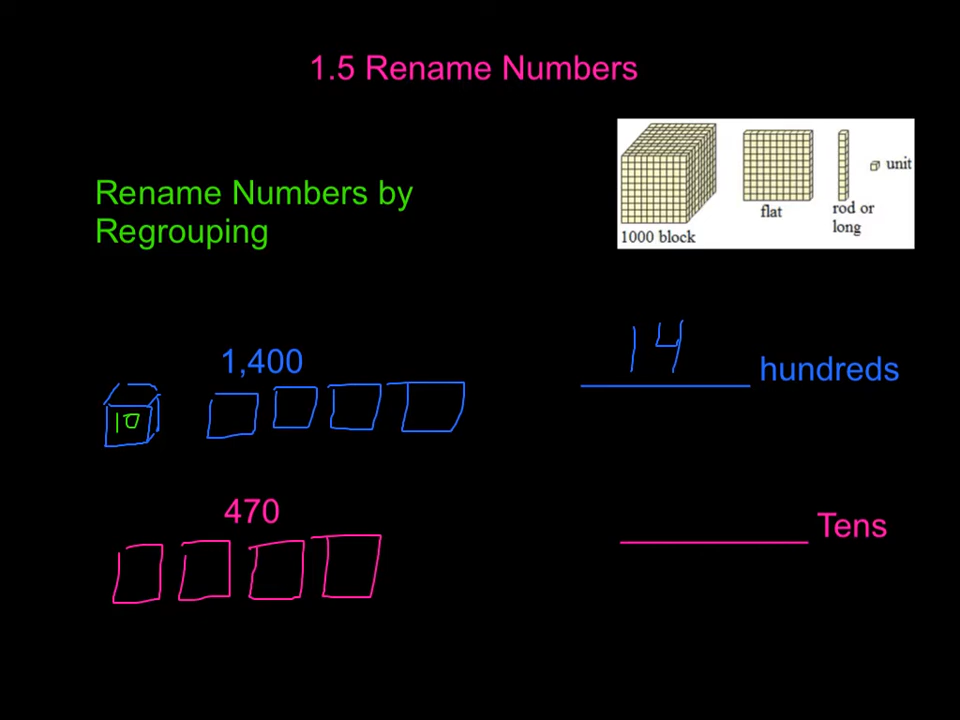 1.5 Rename Numbers
Rename Numbers by
Regrouping
1000 block
flat
rod or
long
unit
1,400
10
14 hundreds
470
__________ Tens